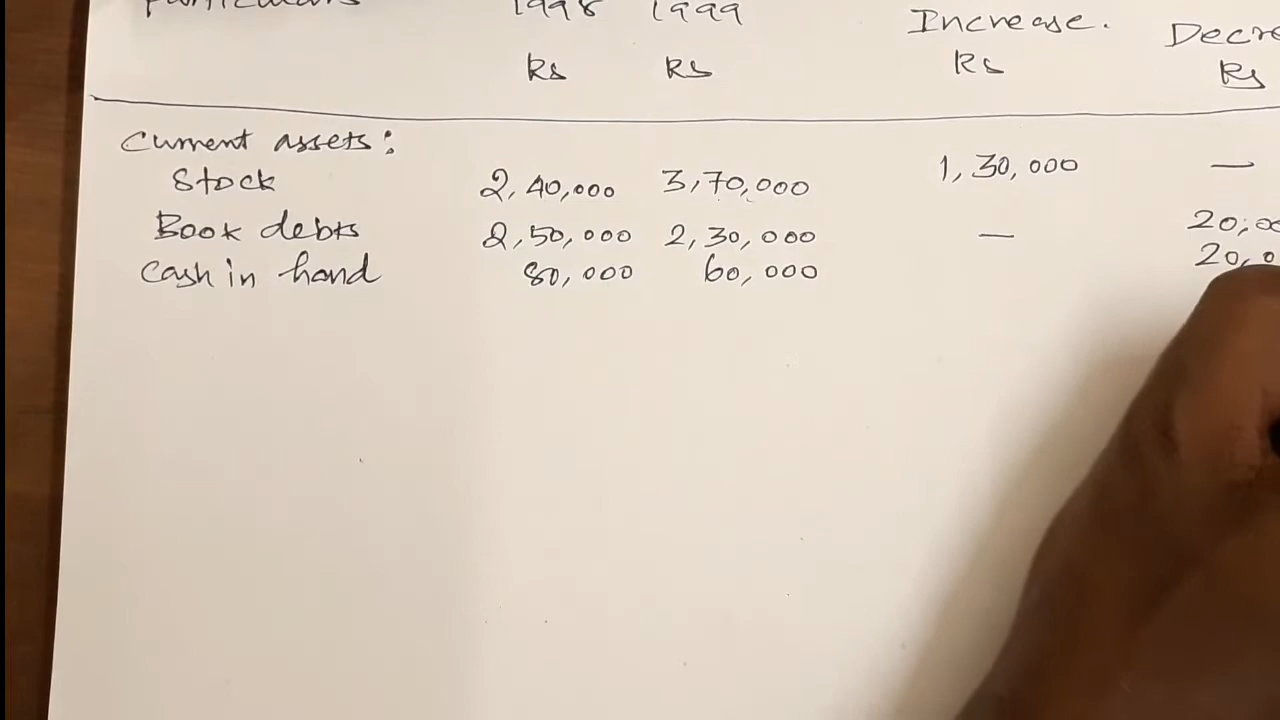 Particulars 1998 1999 Increase. Decre
Rs Rs Rs Rs
Current assets:
Stock 2,40,000 3,70,000 1,30,000 —
Book debts 2,50,000 2,30,000 — 20,00
Cash in hand 80,000 60,000 20,0